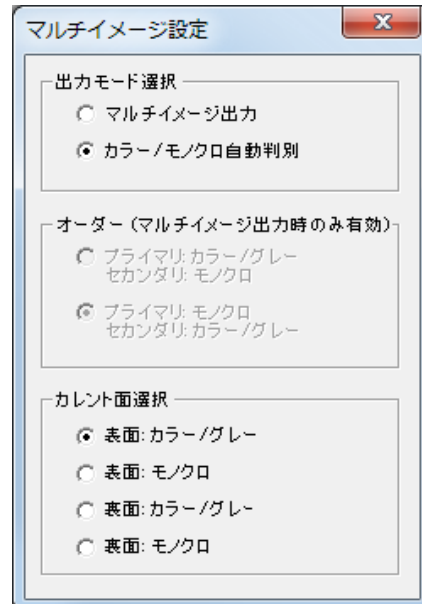 マルチイメージ設定
出力モード選択
マルチイメージ出力
カラー/モノクロ自動判別
オーダー(マルチイメージ出力時のみ有効)
プライマリ:カラー/グレー
セカンダリ:モノクロ
プライマリ:モノクロ
セカンダリ:カラー/グレー
カレント面選択
表面:カラー/グレー
表面:モノクロ
裏面:カラー/グレー
裏面:モノクロ